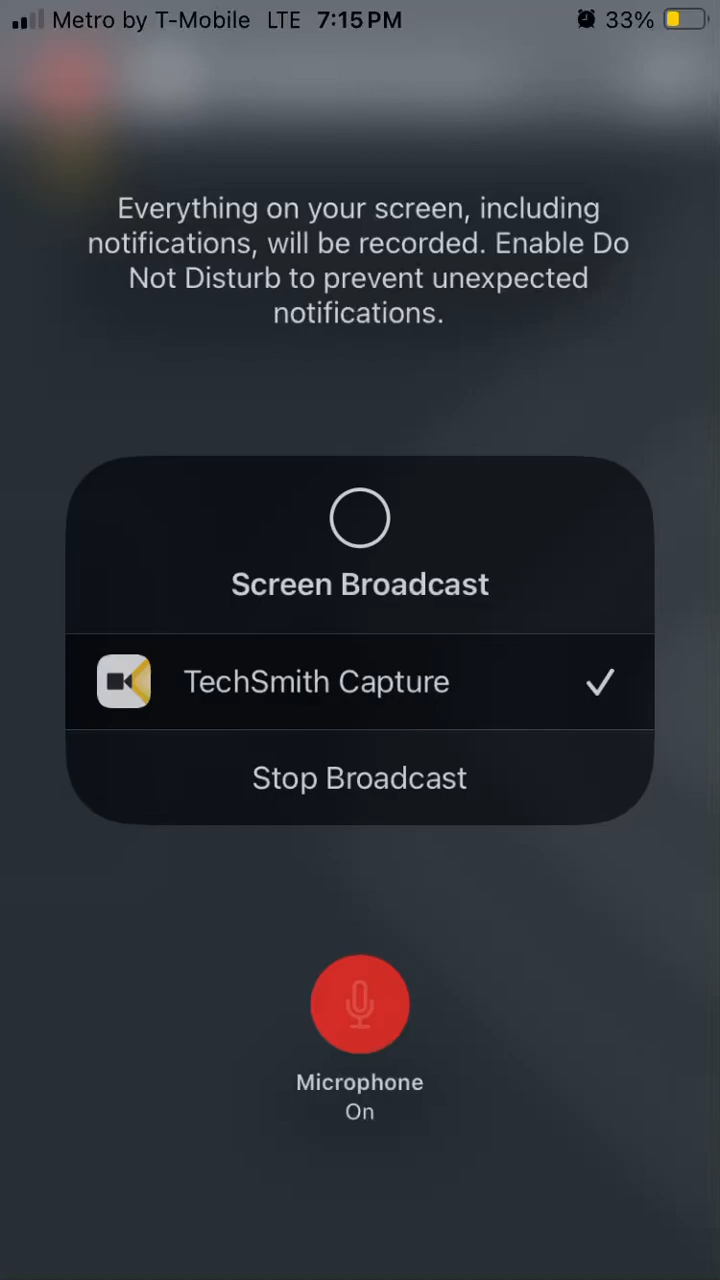 Metro by T-Mobile LTE 7:15 PM 33%
Everything on your screen, including
notifications, will be recorded. Enable Do
Not Disturb to prevent unexpected
notifications.
Screen Broadcast
TechSmith Capture
Stop Broadcast
Microphone
On